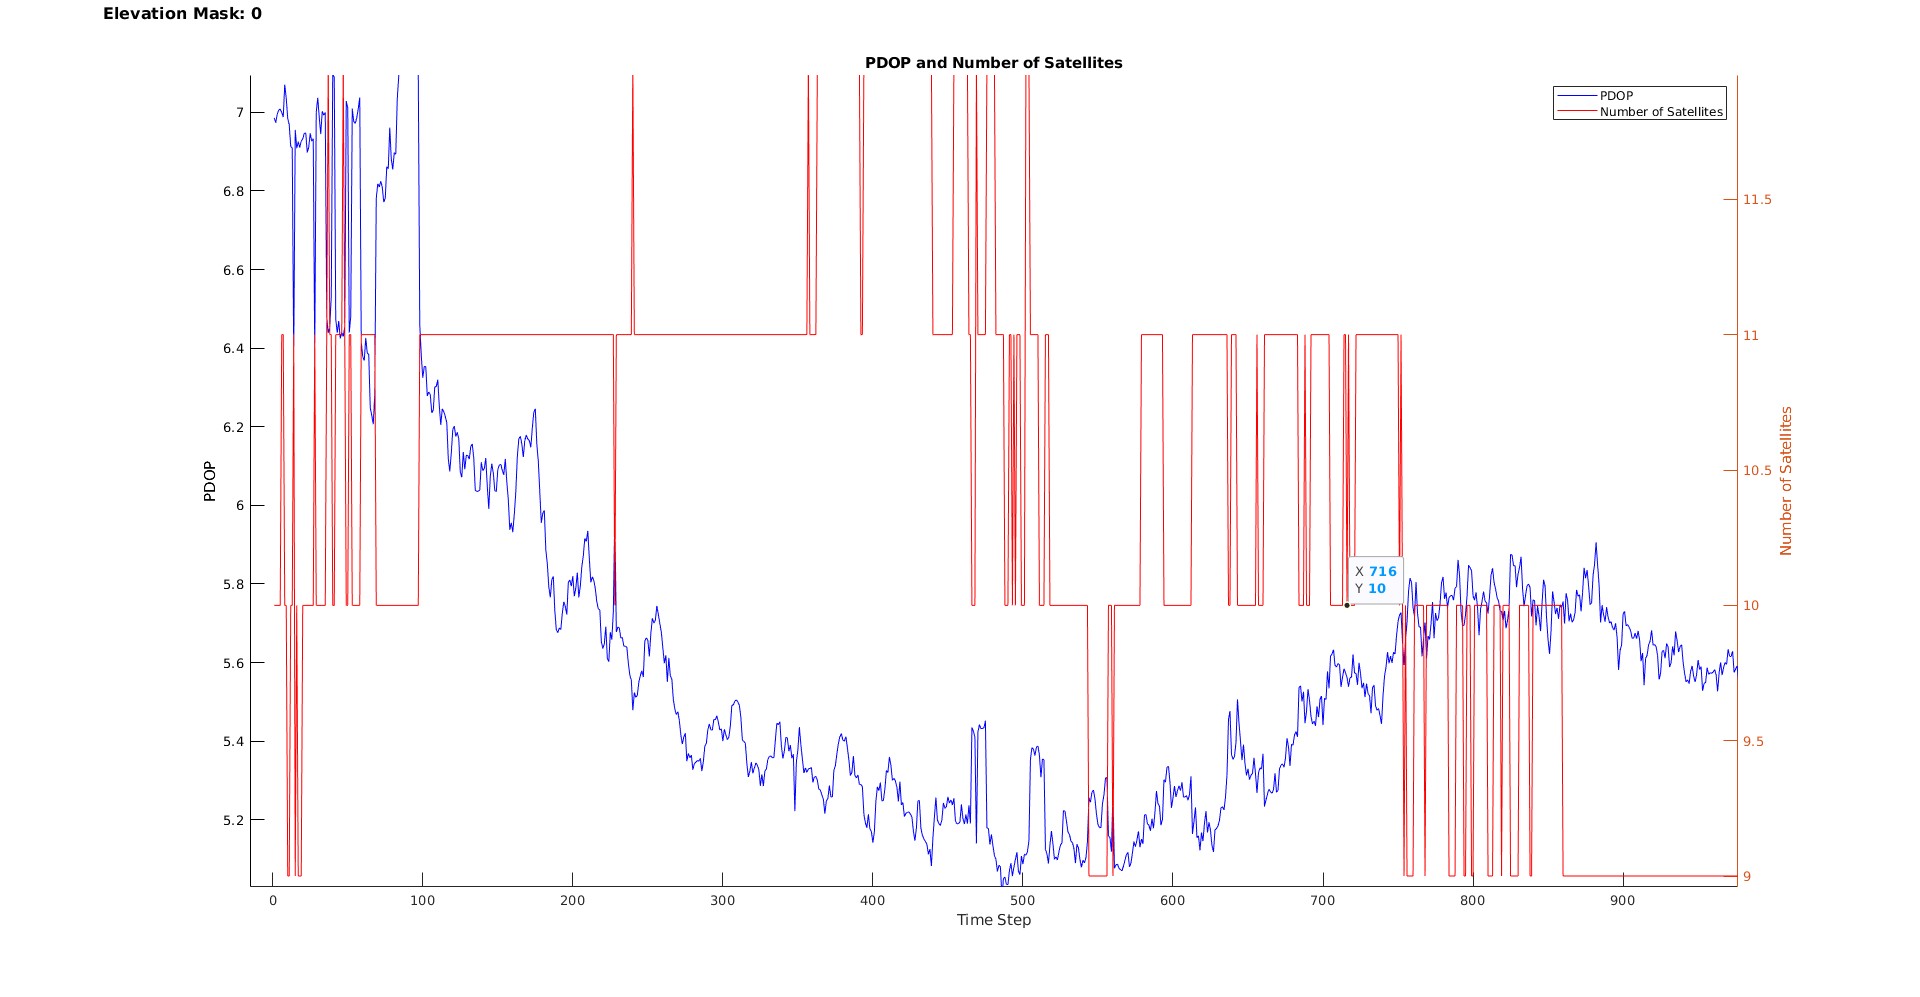 Elevation Mask: 0
PDOP and Number of Satellites
PDOP
Number of Satellites
7
6.8
6.6
6.4
6.2
6
5.8
5.6
5.4
5.2
PDOP
11.5
11
10.5
10
9.5
9
Number of Satellites
X 716
Y 10
0 100 200 300 400 500 600 700 800 900
Time Step